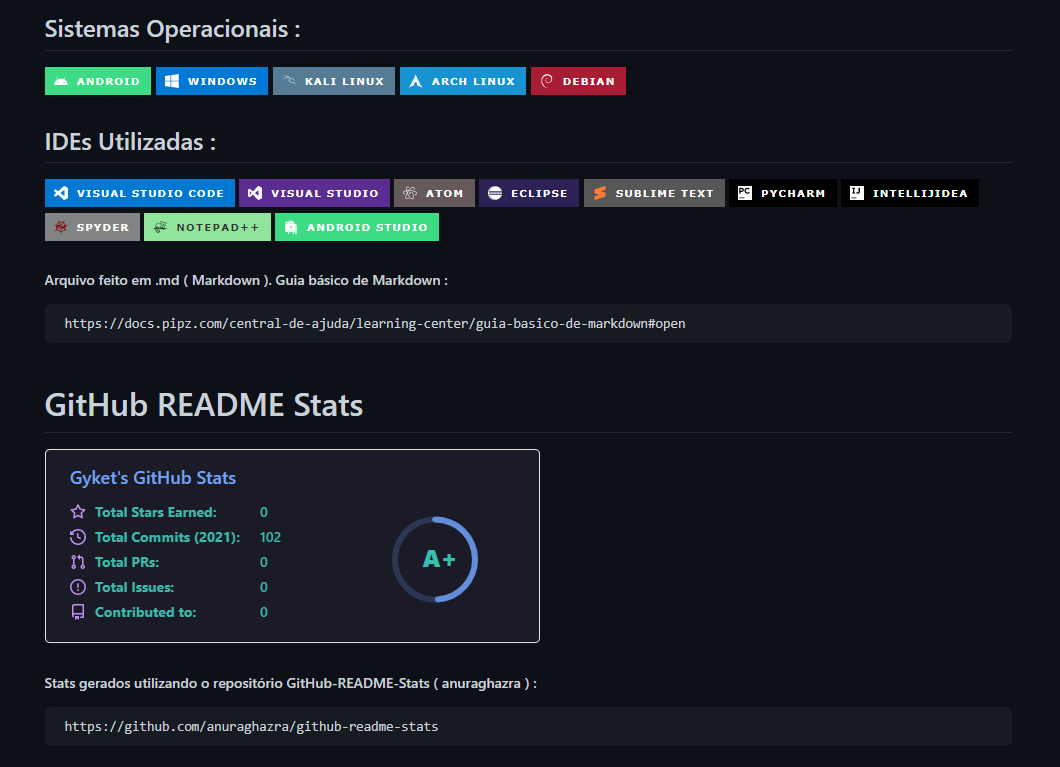 Sistemas Operacionais :
ANDROID WINDOWS KALI LINUX ARCH LINUX DEBIAN
IDEs Utilizadas :
VISUAL STUDIO CODE VISUAL STUDIO ATOM ECLIPSE SUBLIME TEXT PC PYCHARM IJ INTELLIJIDEA
SPYDER NOTEPAD++ ANDROID STUDIO
Arquivo feito em .md ( Markdown ). Guia básico de Markdown :
https://docs.pipz.com/central-de-ajuda/learning-center/guia-basico-de-markdown#open
GitHub README Stats
Gyket's GitHub Stats
Total Stars Earned: 0
Total Commits (2021): 102
Total PRs: 0
Total Issues: 0
Contributed to: 0
A+
Stats gerados utilizando o repositório GitHub-README-Stats ( anuraghazra ) :
https://github.com/anuraghazra/github-readme-stats